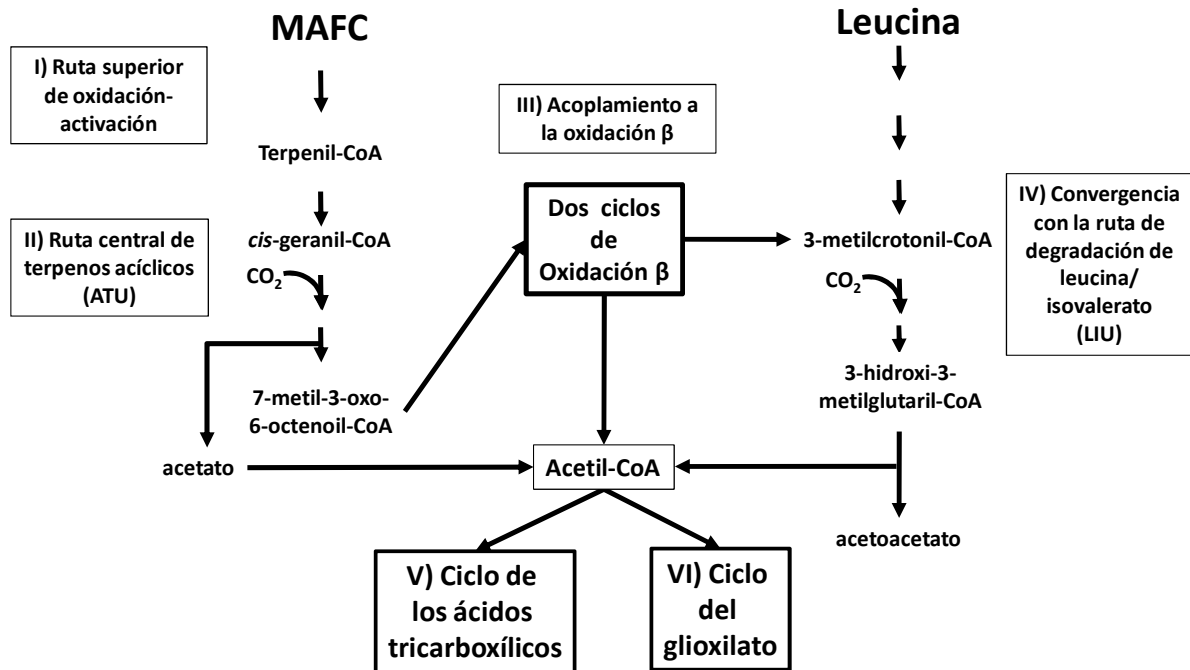 MAFC
Leucina
I) Ruta superior
de oxidación-
activación
III) Acoplamiento a
la oxidación β
Terpenil-CoA
II) Ruta central de
terpenos acíclicos
(ATU)
cis-geranil-CoA
CO2
Dos ciclos
de
Oxidación β
3-metilcrotonil-CoA
CO2
IV) Convergencia
con la ruta de
degradación de
leucina/
isovalerato
(LIU)
7-metil-3-oxo-
6-octenoil-CoA
3-hidroxi-3-
metilglutaril-CoA
acetato
Acetil-CoA
acetoacetato
V) Ciclo de
los ácidos
tricarboxílicos
VI) Ciclo
del
glioxilato